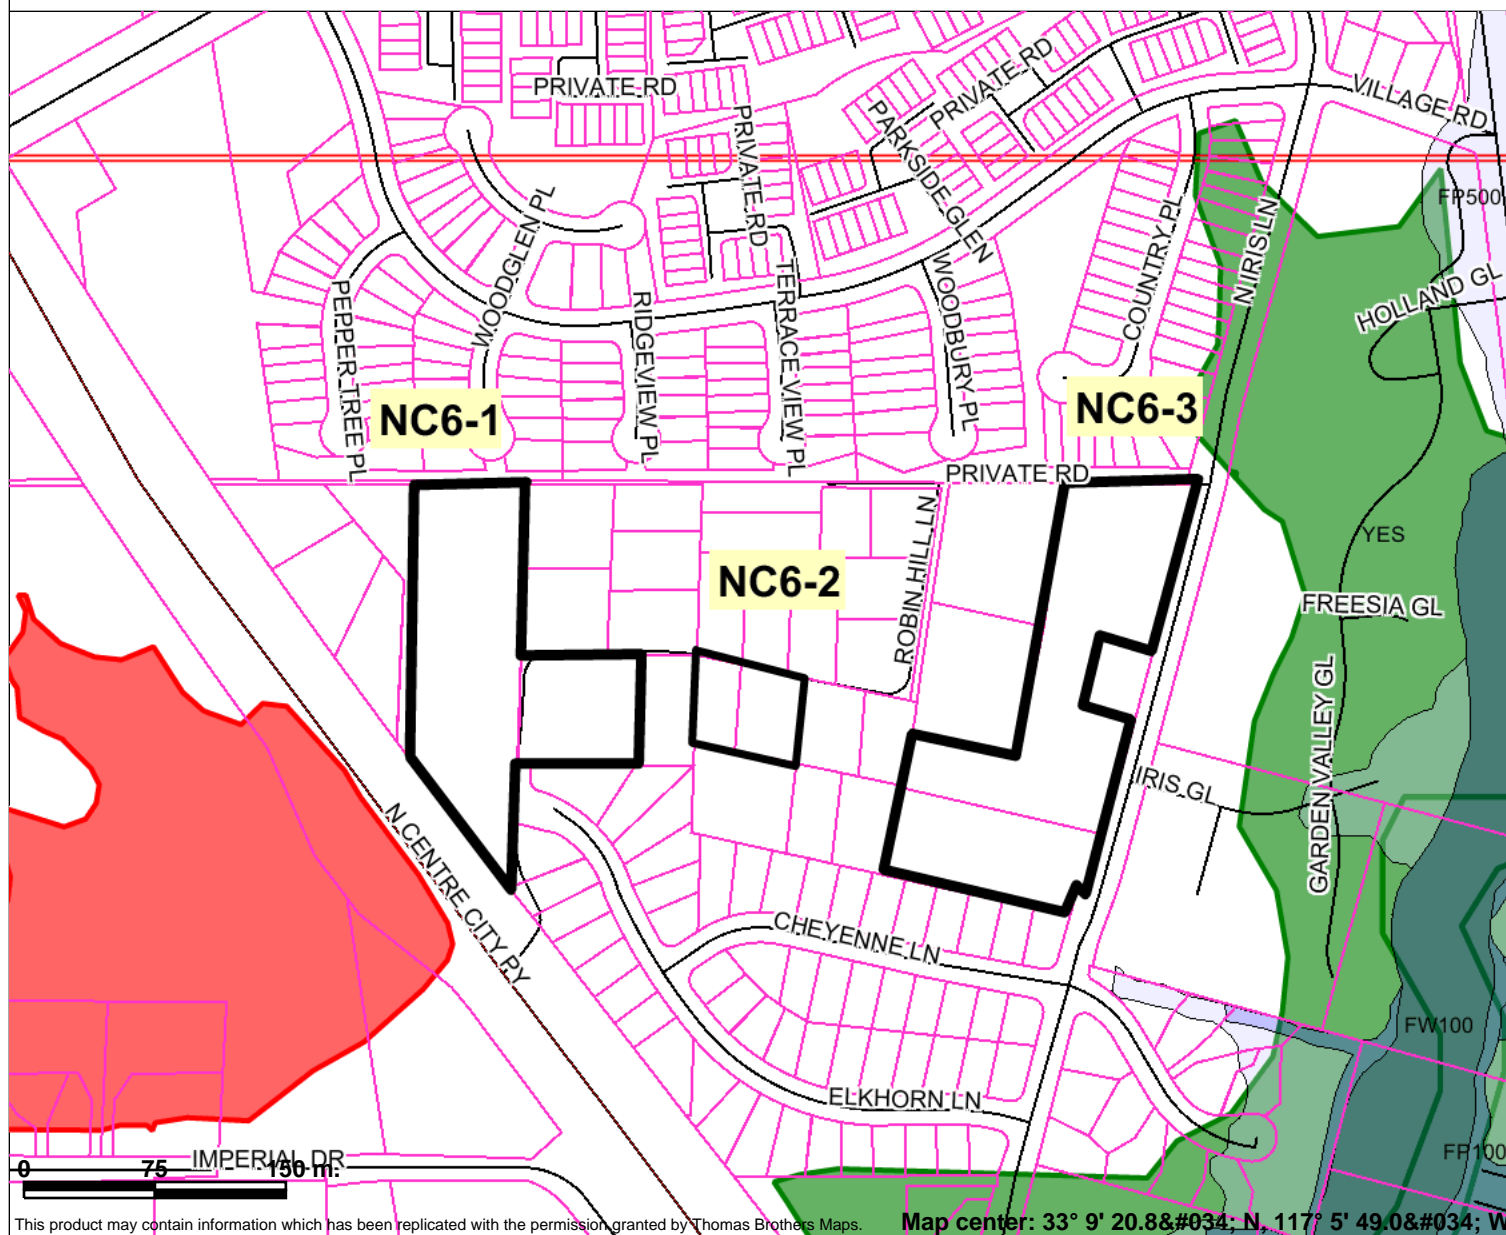 PRIVATE RD
PRIVATE RD
VILLAGE RD
PRIVATE RD
PARKSIDE GLEN
FP500
WOODGLEN PL
COUNTRY PL
N IRIS LN
HOLLAND GL
PEPPER TREE PL
RIDGEVIEW PL
TERRACE VIEW PL
WOODBURY PL
NC6-1
NC6-3
PRIVATE RD
YES
NC6-2
ROBIN HILL LN
FREESIA GL
GARDEN VALLEY GL
IRIS GL
N CENTRE CITY PY
CHEYENNE LN
FW100
ELKHORN LN
FP100
IMPERIAL DR
0 75 150 m.
This product may contain information which has been replicated with the permission granted by Thomas Brothers Maps.
Map center: 33° 9' 20.8&#034; N, 117° 5' 49.0&#034; W